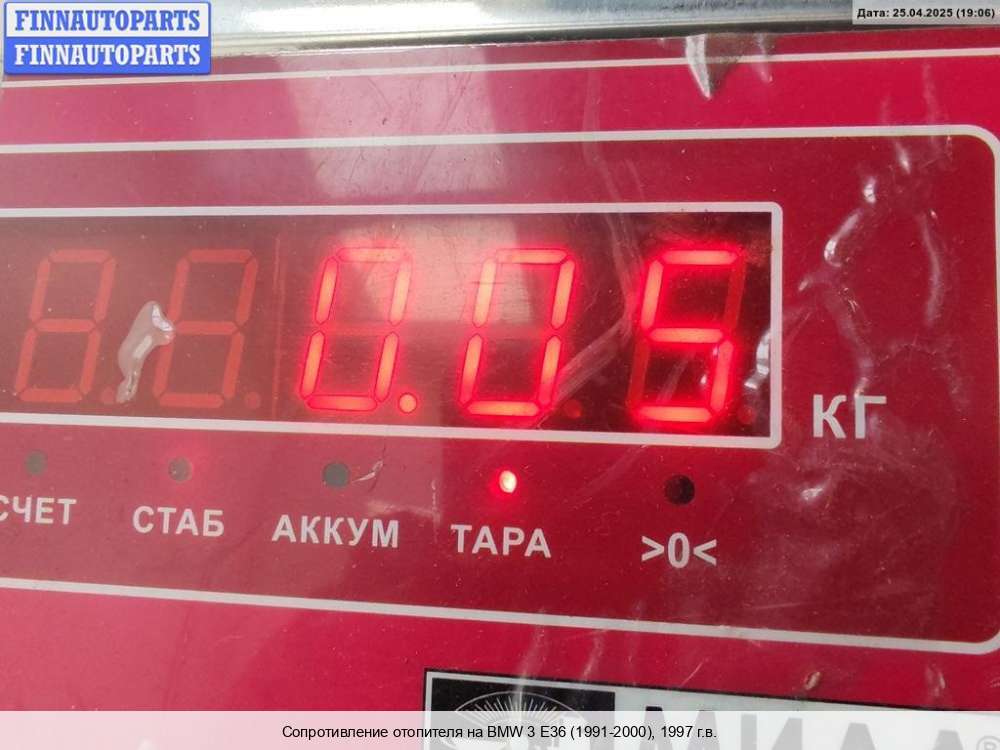 FINNAUTOPARTS
FINNAUTOPARTS
Дата: 25.04.2025 (19:06)
0.05
КГ
СЧЕТ
СТАБ
АККУМ
ТАРА
>0<
Сопротивление отопителя на BMW 3 E36 (1991-2000), 1997 г.в.